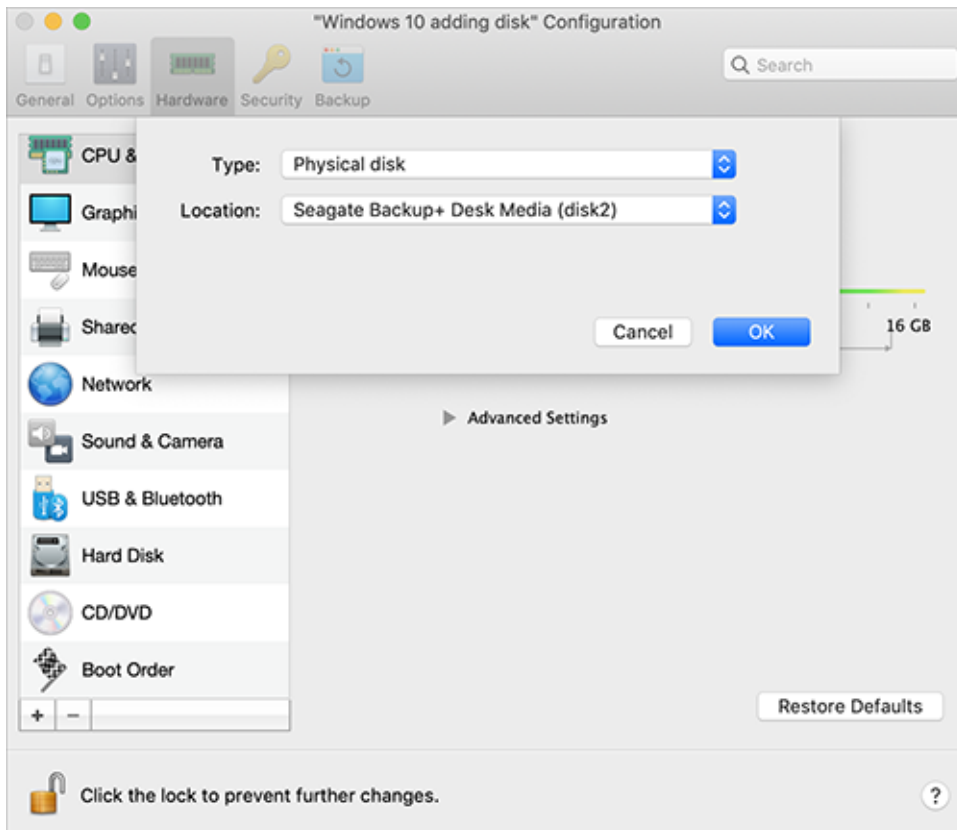 "Windows 10 adding disk" Configuration
General Options Hardware Security Backup
Search
Type: Physical disk
Location: Seagate Backup+ Desk Media (disk2)
Cancel OK
CPU &
Graphi
Mouse
Shared
Network
Sound & Camera
USB & Bluetooth
Hard Disk
CD/DVD
Boot Order
+ −
16 GB
Advanced Settings
Restore Defaults
Click the lock to prevent further changes.
?